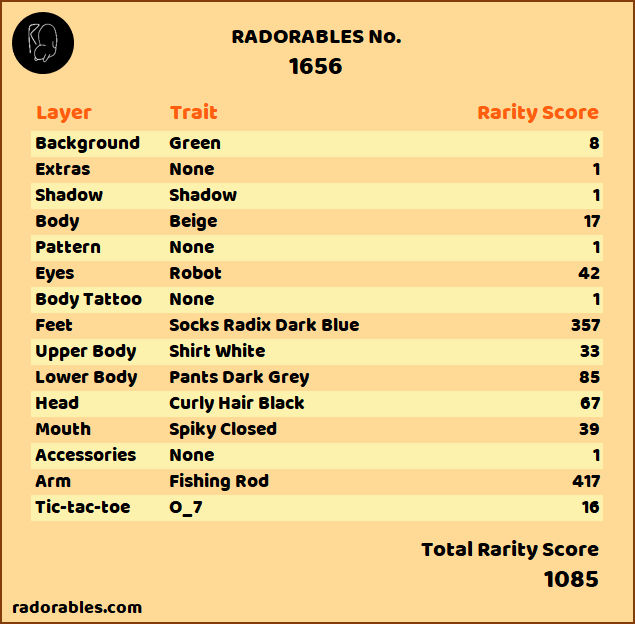 RADORABLES No.
1656
Layer Trait Rarity Score
Background Green 8
Extras None 1
Shadow Shadow 1
Body Beige 17
Pattern None 1
Eyes Robot 42
Body Tattoo None 1
Feet Socks Radix Dark Blue 357
Upper Body Shirt White 33
Lower Body Pants Dark Grey 85
Head Curly Hair Black 67
Mouth Spiky Closed 39
Accessories None 1
Arm Fishing Rod 417
Tic-tac-toe O_7 16
Total Rarity Score
1085
radorables.com